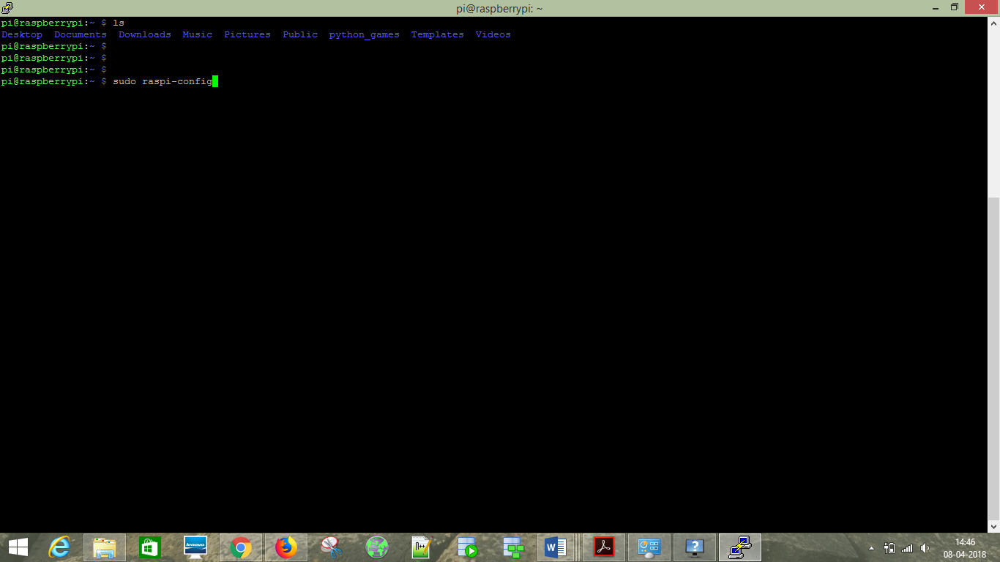 pi@raspberrypi: ~
pi@raspberrypi:~ $ ls
Desktop Documents Downloads Music Pictures Public python_games Templates Videos
pi@raspberrypi:~ $
pi@raspberrypi:~ $
pi@raspberrypi:~ $
pi@raspberrypi:~ $ sudo raspi-config
lenovo
14:46
08-04-2018